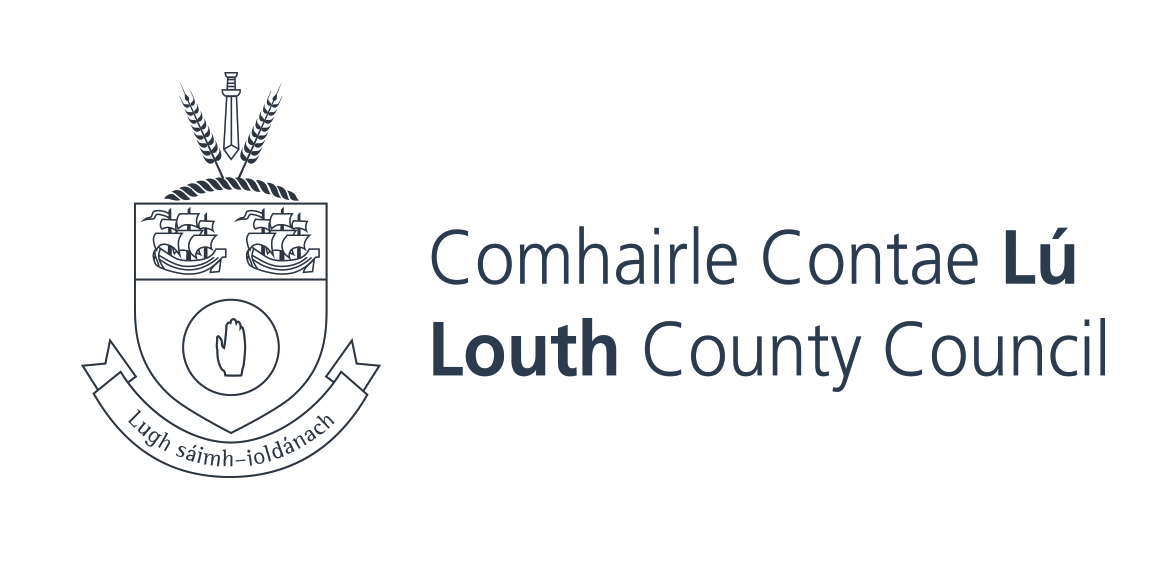 Comhairle Contae Lú
Louth County Council
Lugh sáimh-ioldánach